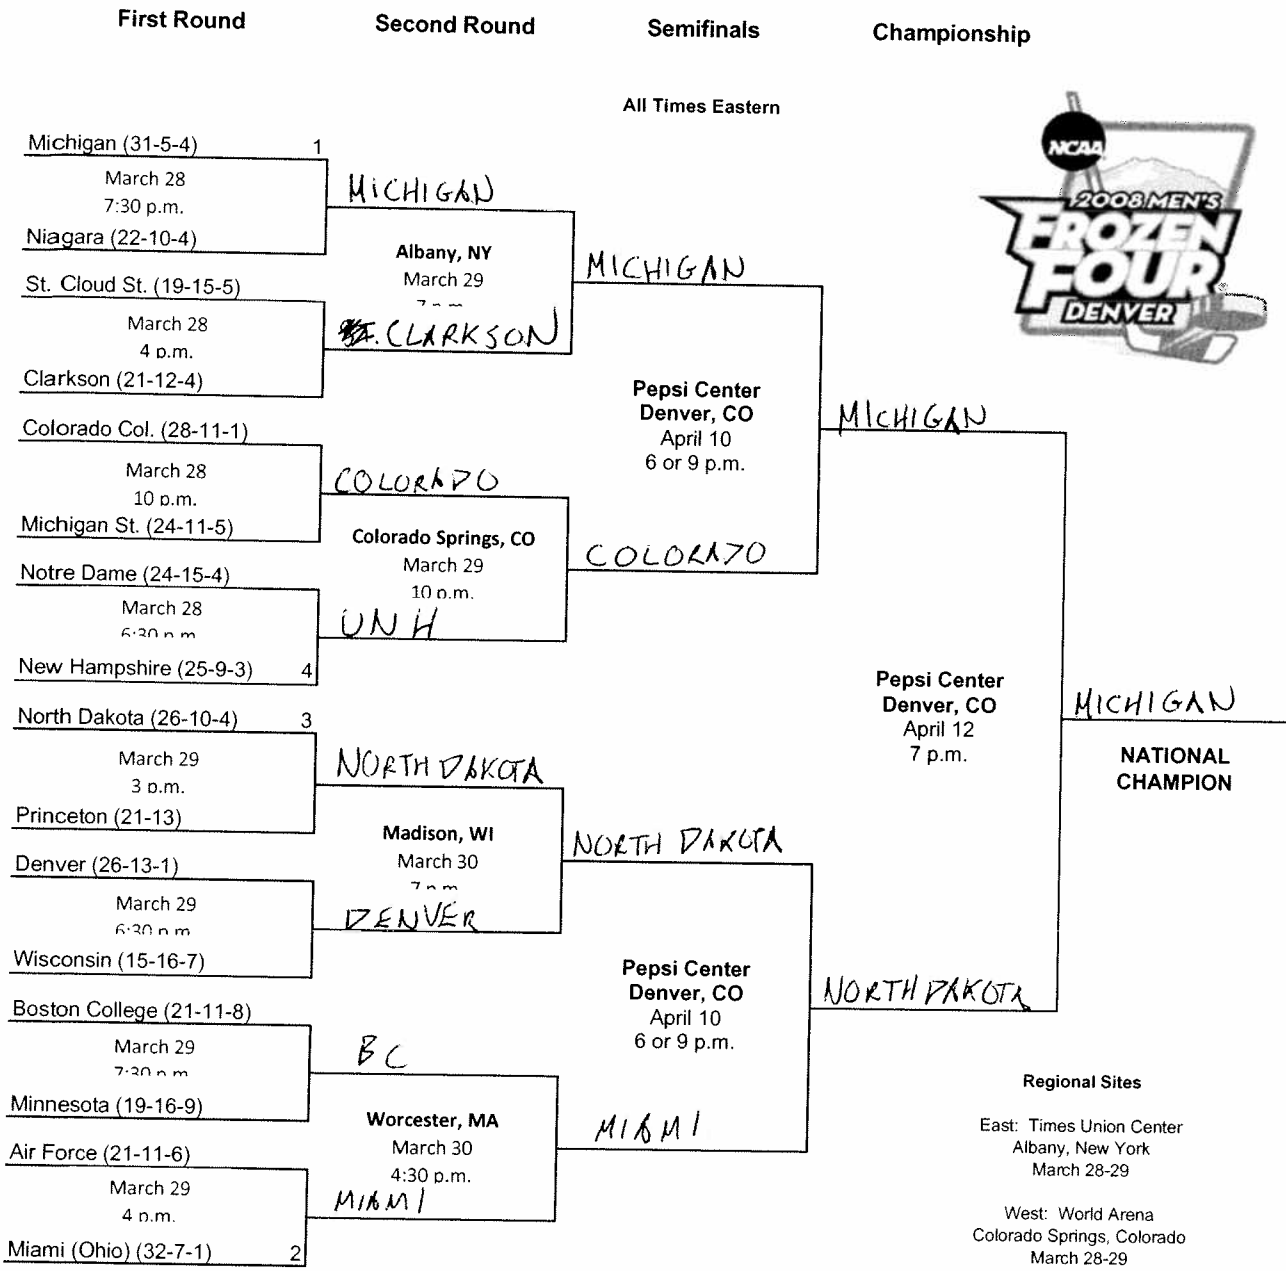 First Round
Second Round
Semifinals
Championship
All Times Eastern
NCAA
2008 MEN'S
FROZEN
FOUR
DENVER
Michigan (31-5-4) 1
March 28
7:30 p.m.
Niagara (22-10-4)
MICHIGAN
St. Cloud St. (19-15-5)
March 28
4 p.m.
Clarkson (21-12-4)
Albany, NY
March 29
7 p.m.
CLARKSON
MICHIGAN
Colorado Col. (28-11-1)
March 28
10 p.m.
Michigan St. (24-11-5)
COLORADO
Colorado Springs, CO
March 29
10 p.m.
Notre Dame (24-15-4)
March 28
6:30 p.m.
New Hampshire (25-9-3) 4
UNH
COLORADO
Pepsi Center
Denver, CO
April 10
6 or 9 p.m.
MICHIGAN
North Dakota (26-10-4) 3
March 29
3 p.m.
Princeton (21-13)
NORTH DAKOTA
Madison, WI
March 30
7 p.m.
Denver (26-13-1)
March 29
6:30 p.m.
Wisconsin (15-16-7)
DENVER
NORTH DAKOTA
Pepsi Center
Denver, CO
April 12
7 p.m.
MICHIGAN
NATIONAL
CHAMPION
Boston College (21-11-8)
March 29
7:30 p.m.
Minnesota (19-16-9)
BC
Worcester, MA
March 30
4:30 p.m.
Air Force (21-11-6)
March 29
4 p.m.
Miami (Ohio) (32-7-1) 2
MIAMI
MIAMI
Pepsi Center
Denver, CO
April 10
6 or 9 p.m.
NORTH DAKOTA
Regional Sites
East: Times Union Center
Albany, New York
March 28-29
West: World Arena
Colorado Springs, Colorado
March 28-29